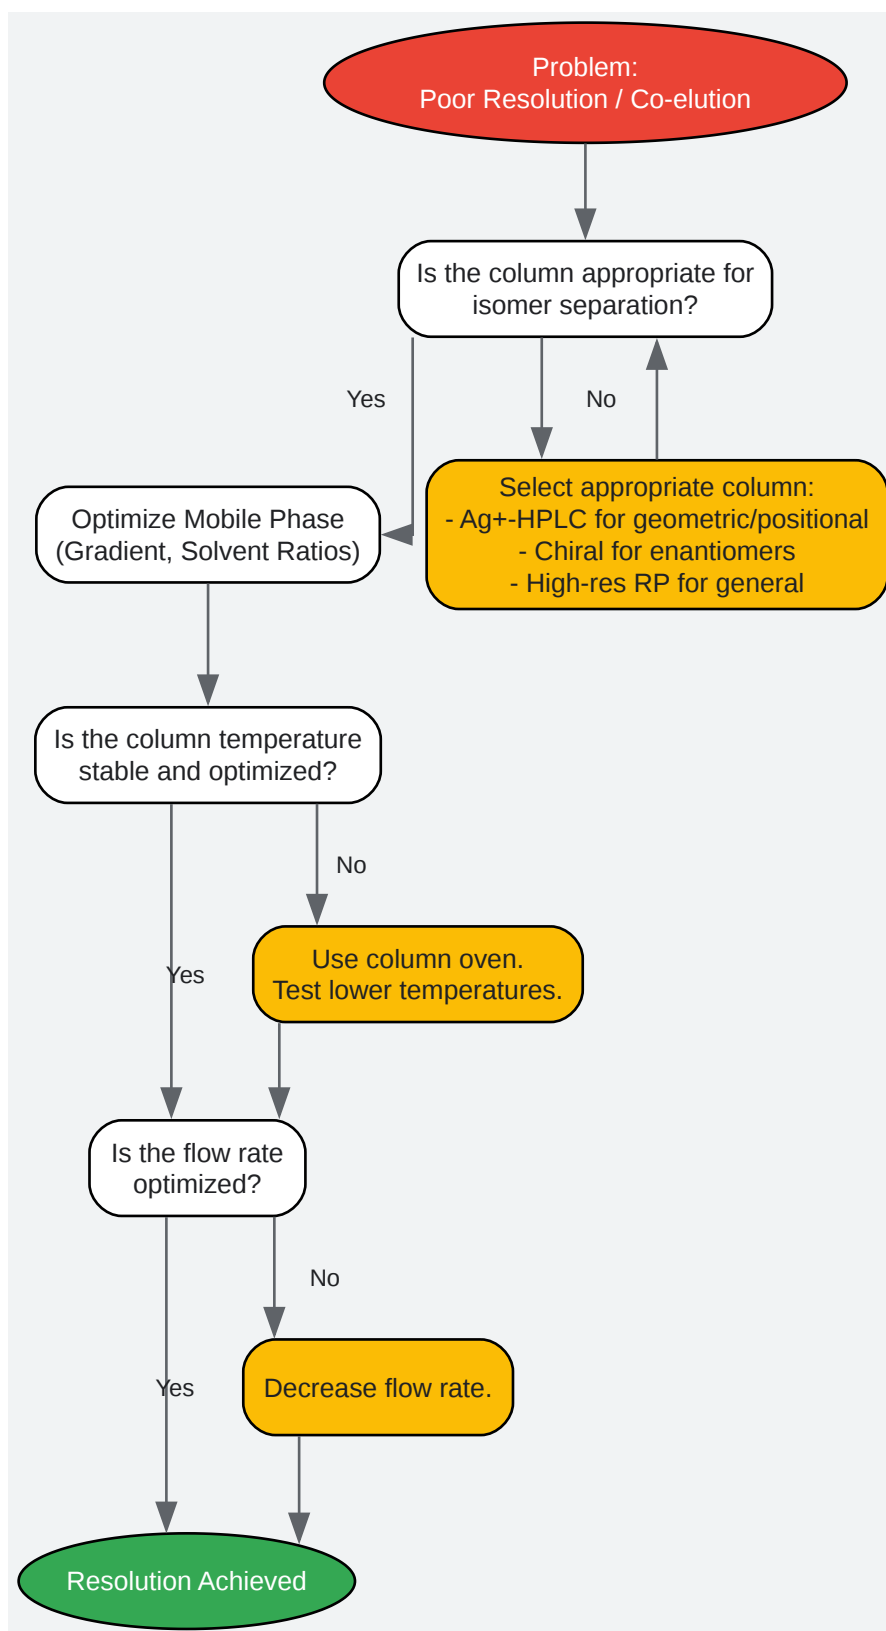 Problem:
Poor Resolution / Co-elution
Is the column appropriate for
isomer separation?
Yes
No
Select appropriate column:
- Ag+-HPLC for geometric/positional
- Chiral for enantiomers
- High-res RP for general
Optimize Mobile Phase
(Gradient, Solvent Ratios)
Is the column temperature
stable and optimized?
No
Yes
Use column oven.
Test lower temperatures.
Is the flow rate
optimized?
No
Yes
Decrease flow rate.
Resolution Achieved